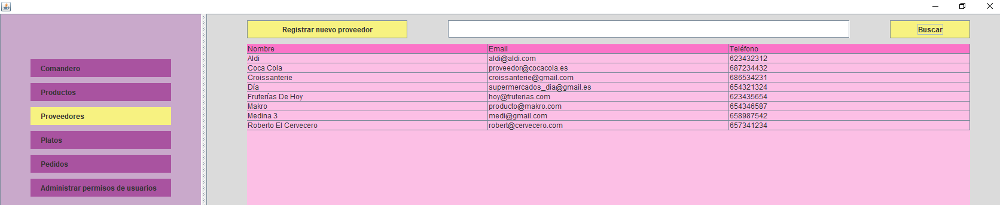 Registrar nuevo proveedor Buscar
Comandero
Productos
Proveedores
Platos
Pedidos
Administrar permisos de usuarios
Nombre Email Teléfono
Aldi aldi@aldi.com 623432312
Coca Cola proveedor@cocacola.es 687234432
Croissanterie croissanterie@gmail.com 686534231
Día supermercados_dia@gmail.es 654321324
Fruterías De Hoy hoy@fruterias.com 623435654
Makro producto@makro.com 654346587
Medina 3 medi@gmail.com 658987542
Roberto El Cervecero robert@cervecero.com 657341234